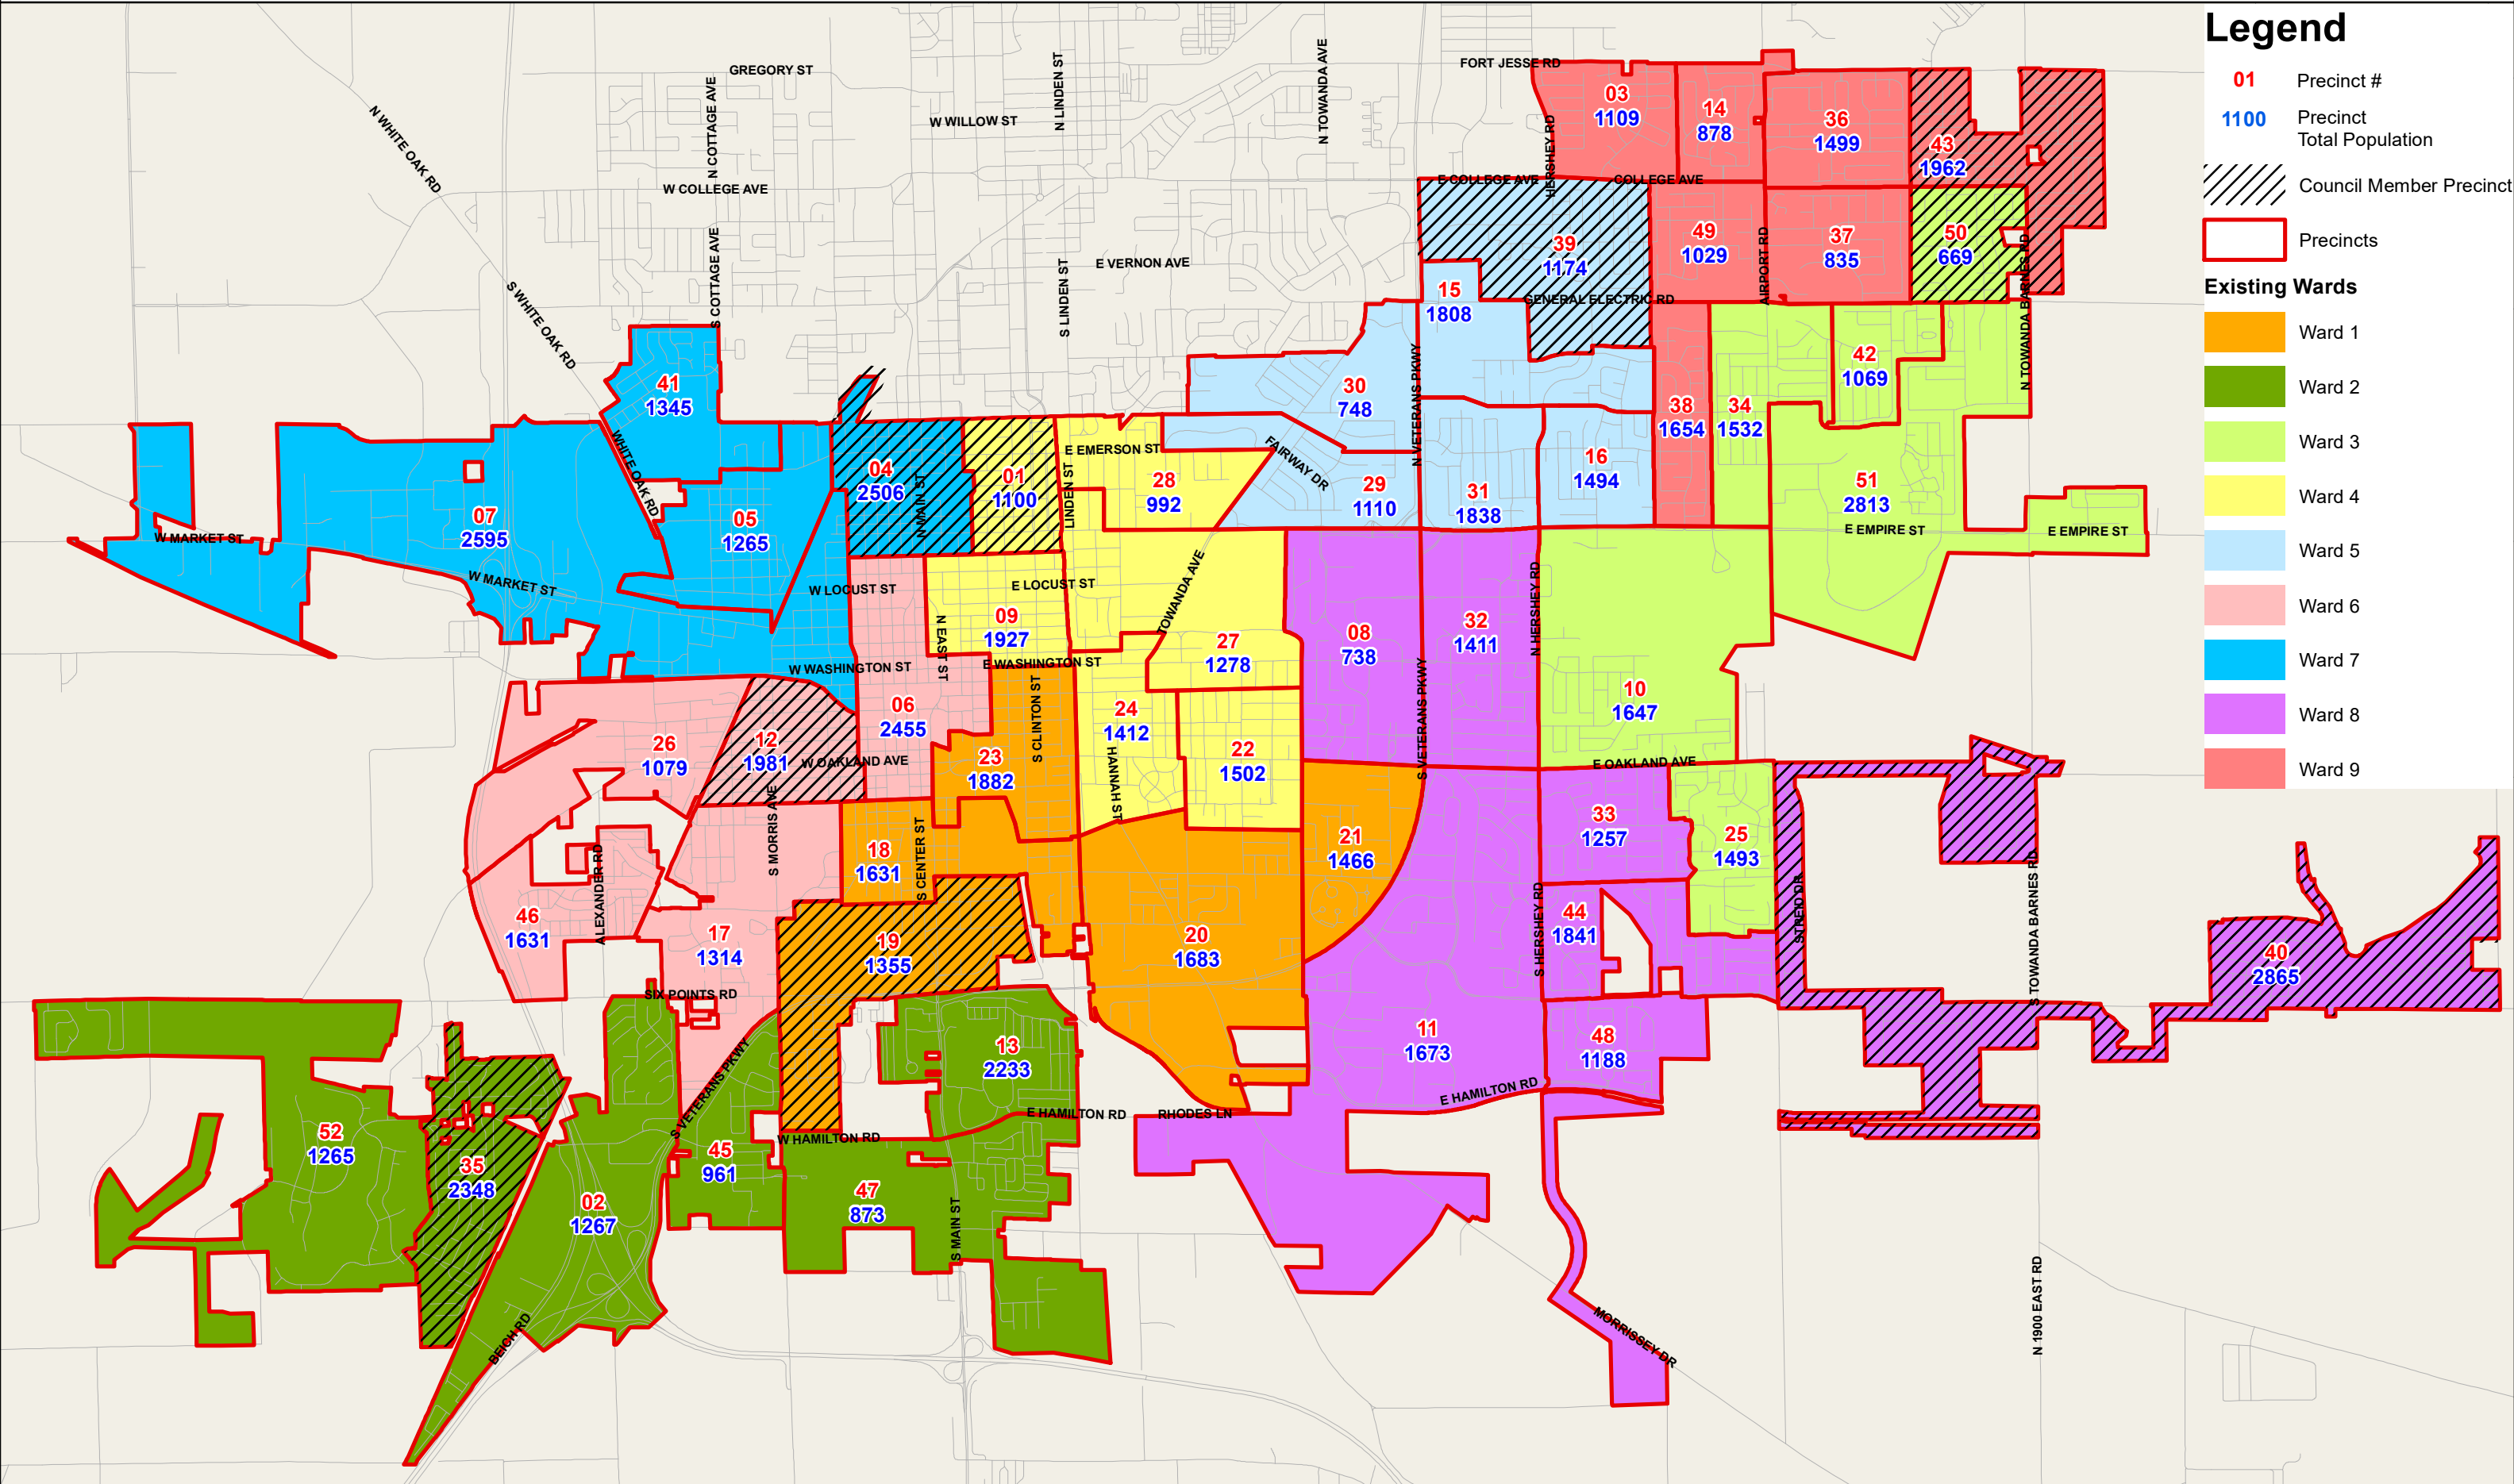 Legend
01 Precinct #
1100 Precinct
Total Population
Council Member Precinct
Precincts
Existing Wards
Ward 1
Ward 2
Ward 3
Ward 4
Ward 5
Ward 6
Ward 7
Ward 8
Ward 9
GREGORY ST
FORT JESSE RD
N WHITE OAK RD
N COTTAGE AVE
N LINDEN ST
N TOWANDA AVE
W WILLOW ST
HERSHEY RD
W COLLEGE AVE
E COLLEGE AVE
COLLEGE AVE
03
1109
14
878
36
1499
43
1962
39
1174
49
1029
37
835
50
669
AIRPORT RD
N TOWANDA BARNES RD
S COTTAGE AVE
S LINDEN ST
E VERNON AVE
S WHITE OAK RD
GENERAL ELECTRIC RD
15
1808
41
1345
30
748
N VETERANS PKWY
42
1069
38
1654
34
1532
WHITE OAK RD
E EMERSON ST
FAIRWAY DR
04
2506
N MAIN ST
01
1100
LINDEN ST
28
992
29
1110
31
1838
16
1494
51
2813
E EMPIRE ST
E EMPIRE ST
07
2595
W MARKET ST
W MARKET ST
05
1265
W LOCUST ST
E LOCUST ST
TOWANDA AVE
N HERSHEY RD
09
1927
N EAST ST
27
1278
08
738
32
1411
W WASHINGTON ST
E WASHINGTON ST
S CLINTON ST
S VETERANS PKWY
10
1647
06
2455
24
1412
26
1079
12
1981
W OAKLAND AVE
23
1882
HANNAH ST
22
1502
E OAKLAND AVE
S MORRIS AVE
18
1631
S CENTER ST
21
1466
33
1257
25
1493
ALEXANDER RD
46
1631
17
1314
19
1355
20
1683
S HERSHEY RD
44
1841
STREID DR
S TOWANDA BARNES RD
40
2865
SIX POINTS RD
13
2233
11
1673
48
1188
S VETERANS PKWY
E HAMILTON RD
E HAMILTON RD
RHODES LN
W HAMILTON RD
52
1265
35
2348
02
1267
45
961
47
873
S MAIN ST
BEICH RD
MORRISSEY DR
N 1900 EAST RD